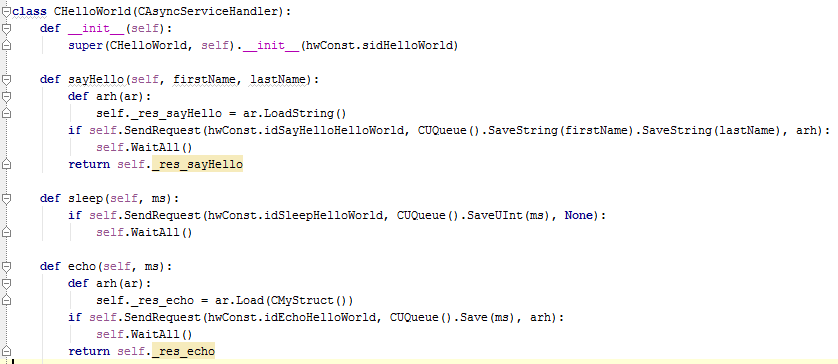 class CHelloWorld(CAsyncServiceHandler):
    def __init__(self):
        super(CHelloWorld, self).__init__(hwConst.sidHelloWorld)

    def sayHello(self, firstName, lastName):
        def arh(ar):
            self._res_sayHello = ar.LoadString()
        if self.SendRequest(hwConst.idSayHelloHelloWorld, CUQueue().SaveString(firstName).SaveString(lastName), arh):
            self.WaitAll()
        return self._res_sayHello

    def sleep(self, ms):
        if self.SendRequest(hwConst.idSleepHelloWorld, CUQueue().SaveUInt(ms), None):
            self.WaitAll()

    def echo(self, ms):
        def arh(ar):
            self._res_echo = ar.Load(CMyStruct())
        if self.SendRequest(hwConst.idEchoHelloWorld, CUQueue().Save(ms), arh):
            self.WaitAll()
        return self._res_echo